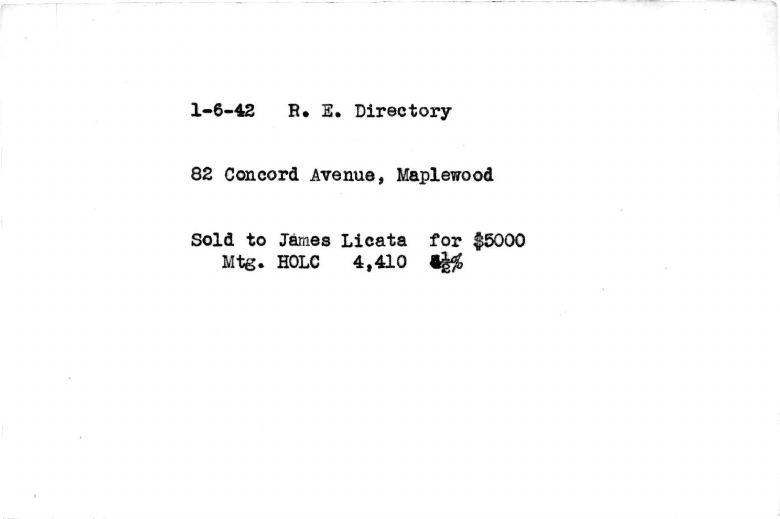 1-6-42 R. E. Directory
82 Concord Avenue, Maplewood
Sold to James Licata for $5000
Mtg. HOLC 4,410 ½%